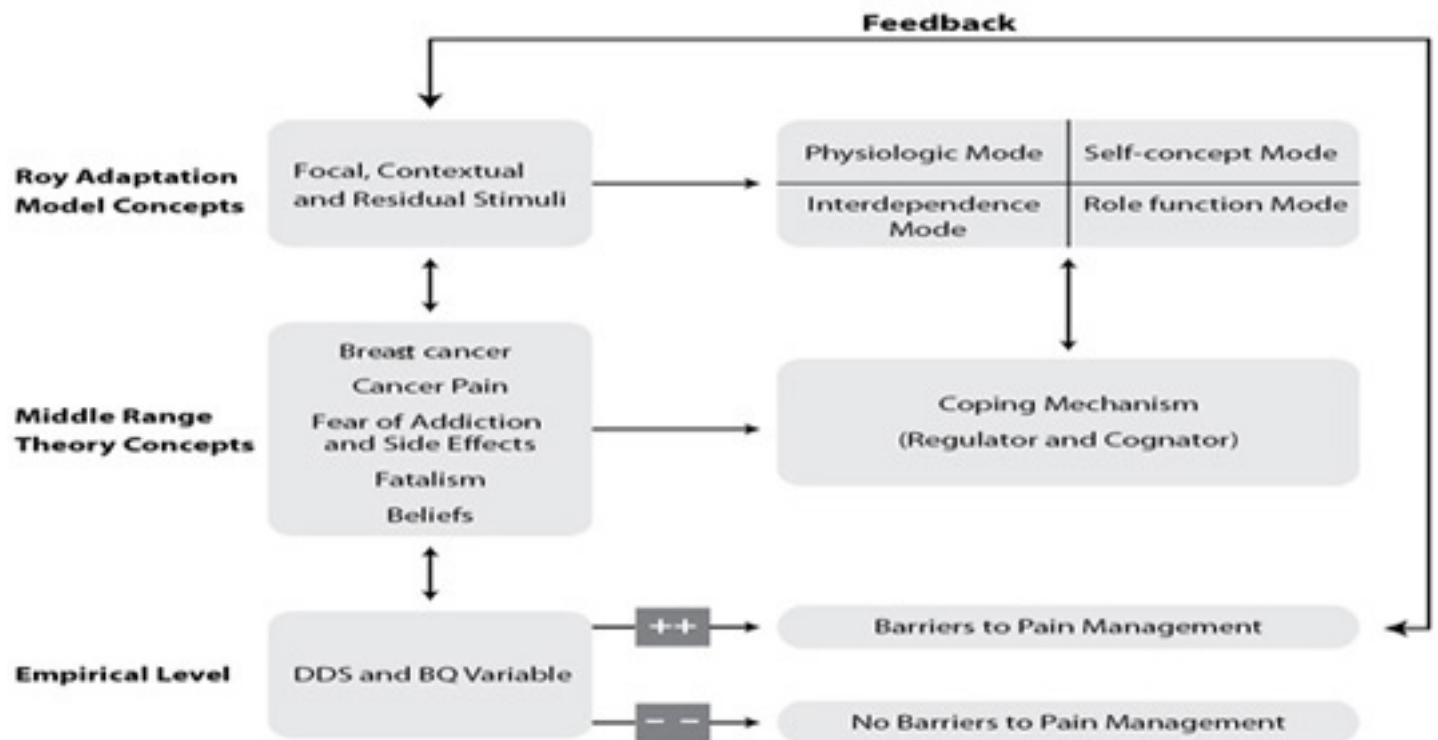 Feedback
Roy Adaptation
Model Concepts
Focal, Contextual
and Residual Stimuli
Physiologic Mode
Self-concept Mode
Interdependence
Mode
Role function Mode
Middle Range
Theory Concepts
Breast cancer
Cancer Pain
Fear of Addiction
and Side Effects
Fatalism
Beliefs
Coping Mechanism
(Regulator and Cognator)
Empirical Level
DDS and BQ Variable
++
Barriers to Pain Management
– –
No Barriers to Pain Management